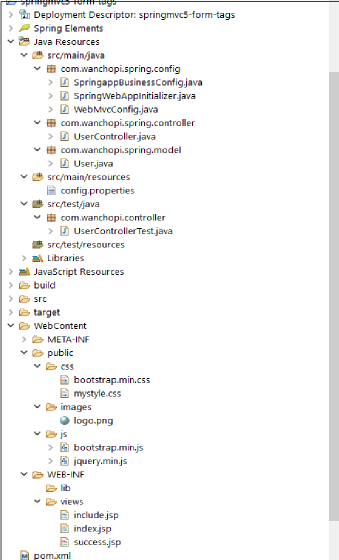 springmvc5-form-tags
Deployment Descriptor: springmvc5-form-tags
Spring Elements
Java Resources
src/main/java
com.wanchopi.spring.config
SpringappBusinessConfig.java
SpringWebAppInitializer.java
WebMvcConfig.java
com.wanchopi.spring.controller
UserController.java
com.wanchopi.spring.model
User.java
src/main/resources
config.properties
src/test/java
com.wanchopi.controller
UserControllerTest.java
src/test/resources
Libraries
JavaScript Resources
build
src
target
WebContent
META-INF
public
css
bootstrap.min.css
mystyle.css
images
logo.png
js
bootstrap.min.js
jquery.min.js
WEB-INF
lib
views
include.jsp
index.jsp
success.jsp
pom.xml